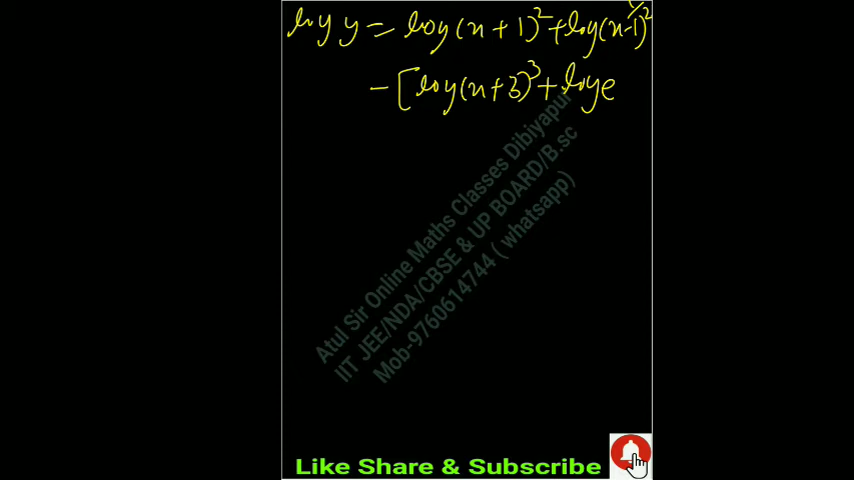 log y = log(x+1)^2 + log(x-1)^1/2
- [log(x+3)^3 + log e
Atul Sir Online Maths Classes Dibiyapur
IIT JEE/NDA/CBSE & UP BOARD/B.sc
Mob-9760614744 ( whatsapp)
Like Share & Subscribe